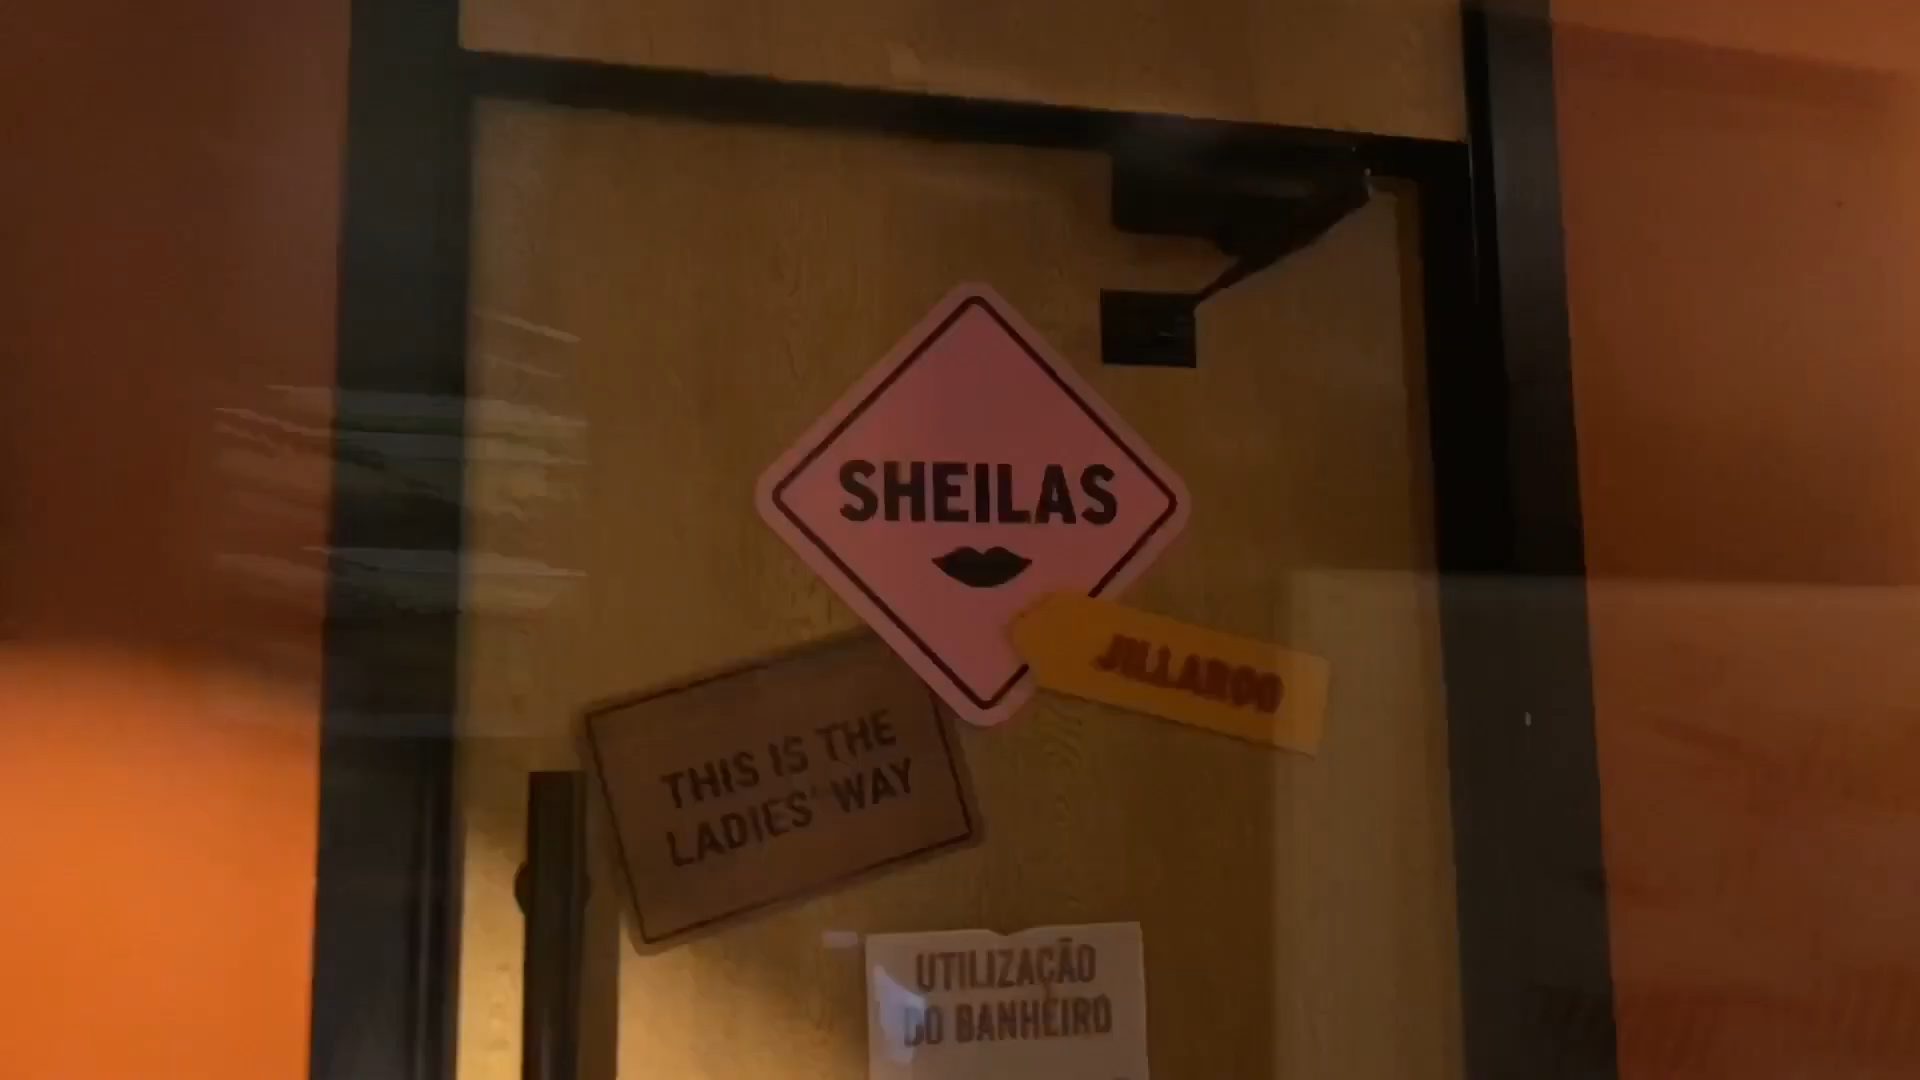 SHEILAS
JILLAROO
THIS IS THE
LADIES' WAY
UTILIZAÇÃO
DO BANHEIRO